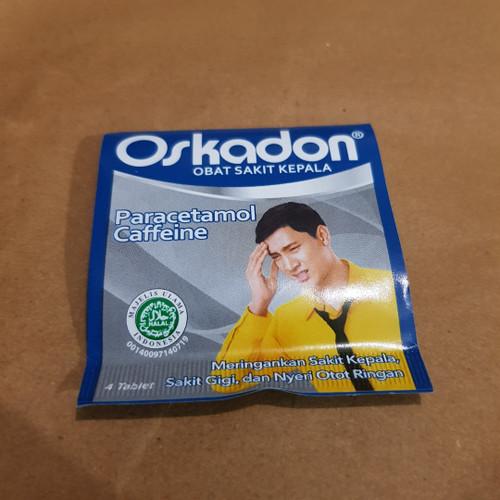 Oskadon®
OBAT SAKIT KEPALA
Paracetamol
Caffeine
MAJELIS ULAMA
HALAL
INDONESIA
00140097140719
Meringankan Sakit Kepala,
4 Tablet
Sakit Gigi, dan Nyeri Otot Ringan